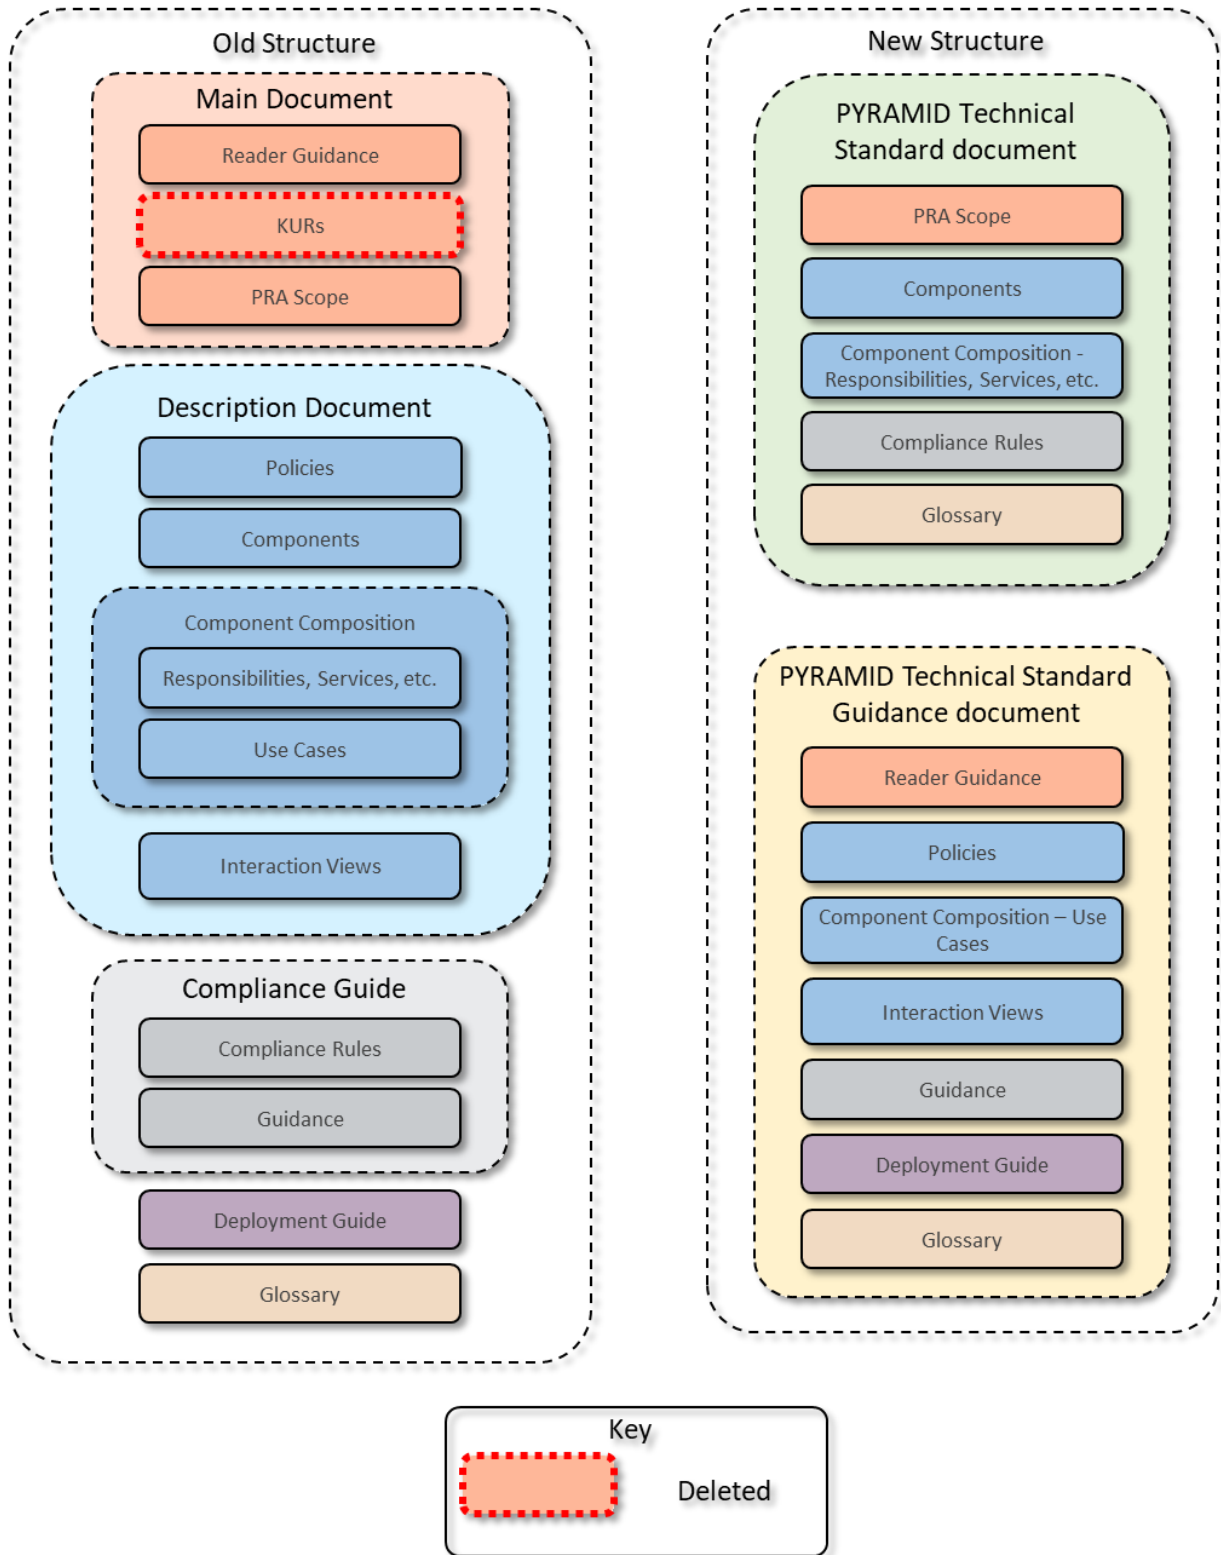 Old Structure
Main Document
Reader Guidance
KURs
PRA Scope
Description Document
Policies
Components
Component Composition
Responsibilities, Services, etc.
Use Cases
Interaction Views
Compliance Guide
Compliance Rules
Guidance
Deployment Guide
Glossary
New Structure
PYRAMID Technical
Standard document
PRA Scope
Components
Component Composition -
Responsibilities, Services, etc.
Compliance Rules
Glossary
PYRAMID Technical Standard
Guidance document
Reader Guidance
Policies
Component Composition – Use
Cases
Interaction Views
Guidance
Deployment Guide
Glossary
Key
Deleted